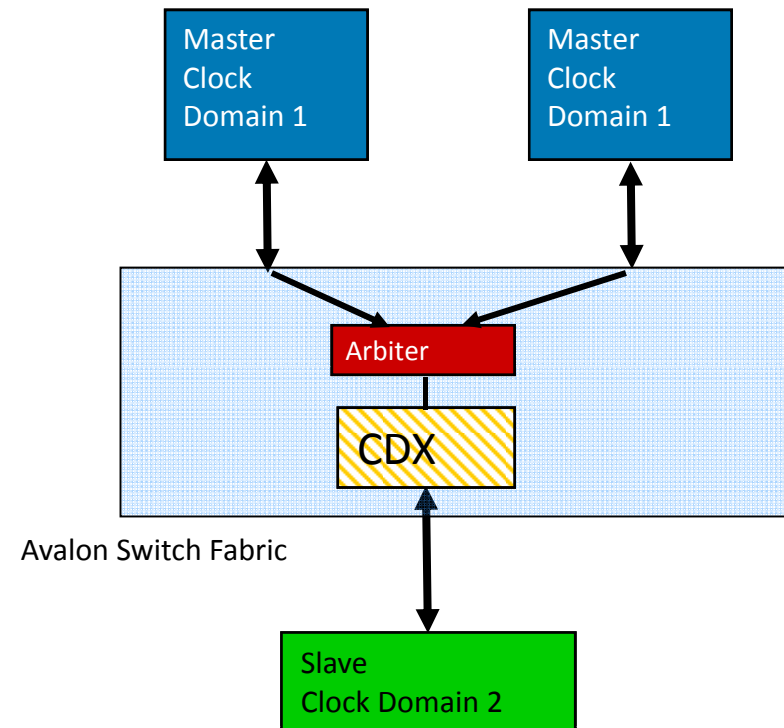 Master
Clock
Domain 1
Master
Clock
Domain 1
Arbiter
CDX
Avalon Switch Fabric
Slave
Clock Domain 2